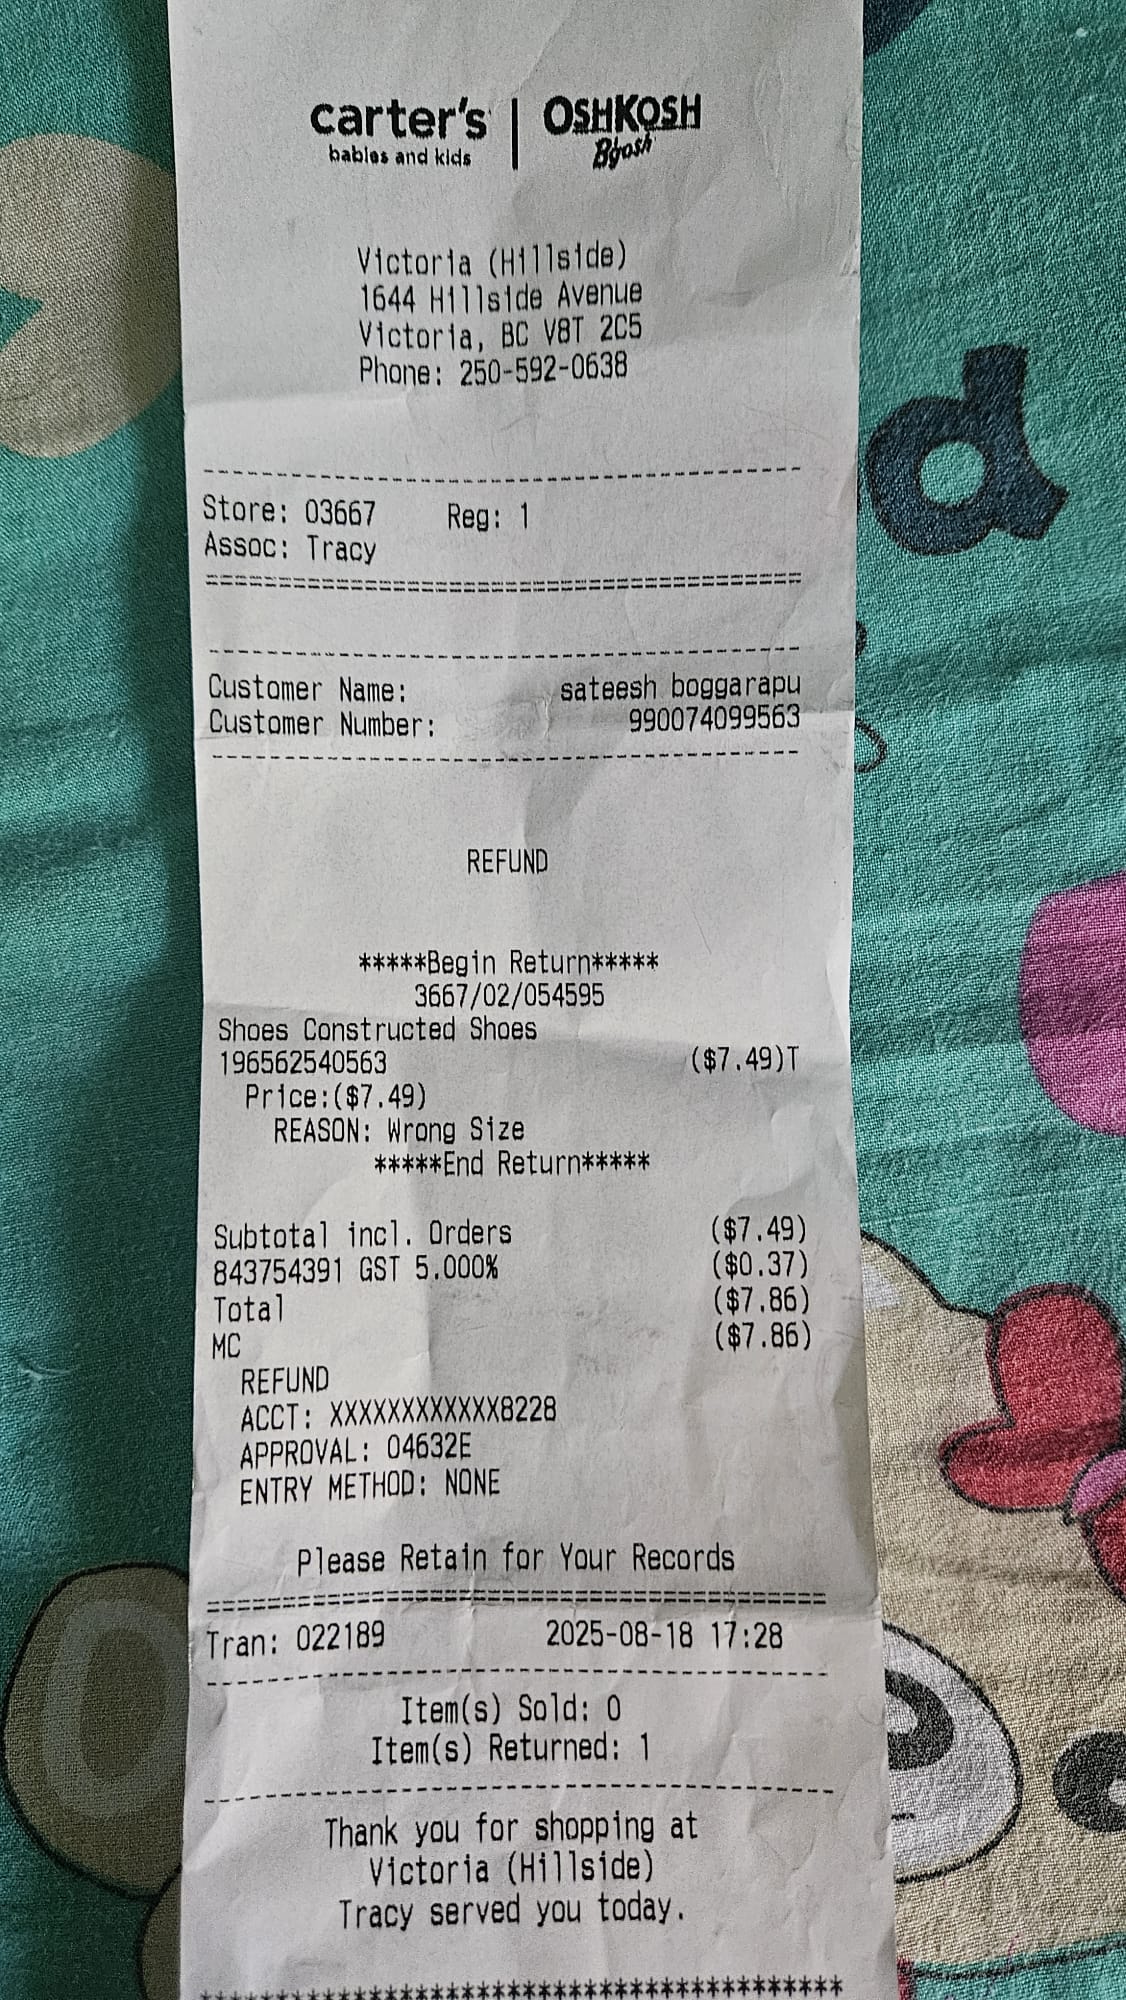 carter's | OSHKOSH
babies and kids B'gosh
Victoria (Hillside)
1644 Hillside Avenue
Victoria, BC V8T 2C5
Phone: 250-592-0638
Store: 03667 Reg: 1
Assoc: Tracy
Customer Name: sateesh boggarapu
Customer Number: 990074099563
REFUND
*****Begin Return*****
3667/02/054595
Shoes Constructed Shoes
196562540563 ($7.49)T
Price:($7.49)
REASON: Wrong Size
*****End Return*****
Subtotal incl. Orders ($7.49)
843754391 GST 5.000% ($0.37)
Total ($7.86)
MC ($7.86)
REFUND
ACCT: XXXXXXXXXXXX8228
APPROVAL: 04632E
ENTRY METHOD: NONE
Please Retain for Your Records
Tran: 022189 2025-08-18 17:28
Item(s) Sold: 0
Item(s) Returned: 1
Thank you for shopping at
Victoria (Hillside)
Tracy served you today.